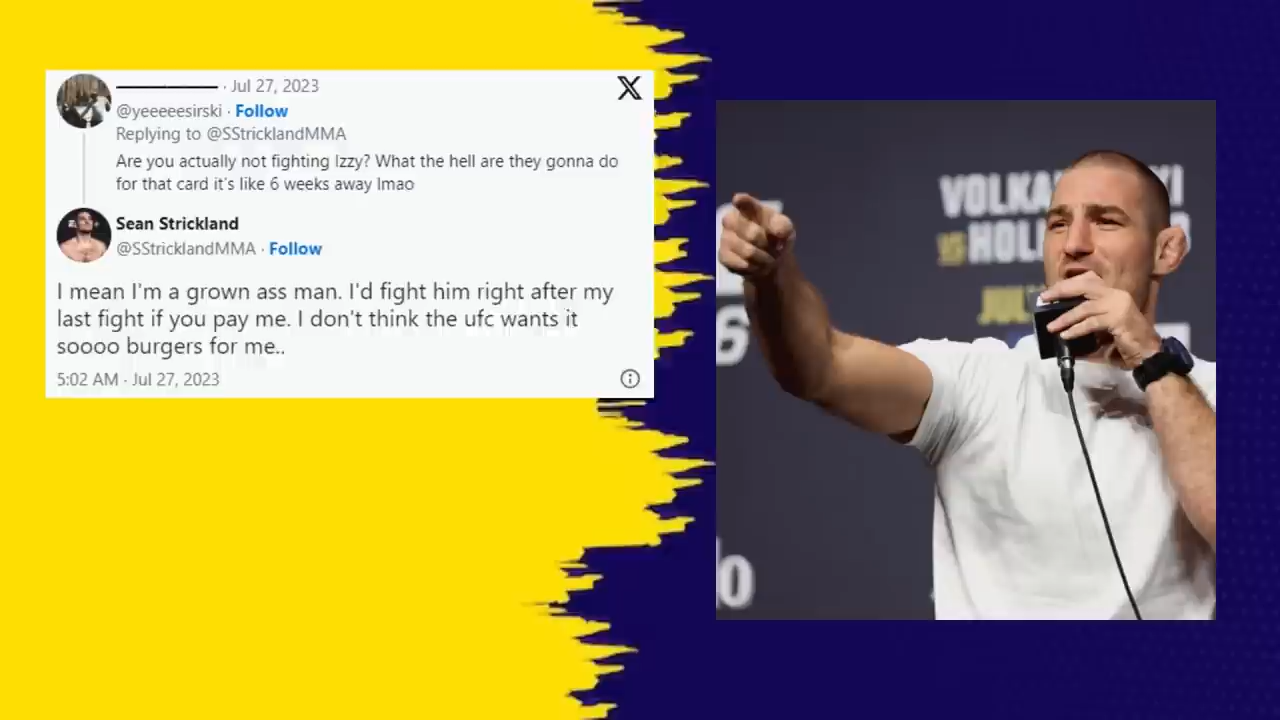 · Jul 27, 2023
@yeeeeesirski · Follow
Replying to @SStricklandMMA
Are you actually not fighting Izzy? What the hell are they gonna do
for that card it's like 6 weeks away lmao
Sean Strickland
@SStricklandMMA · Follow
I mean I'm a grown ass man. I'd fight him right after my
last fight if you pay me. I don't think the ufc wants it
soooo burgers for me..
5:02 AM · Jul 27, 2023